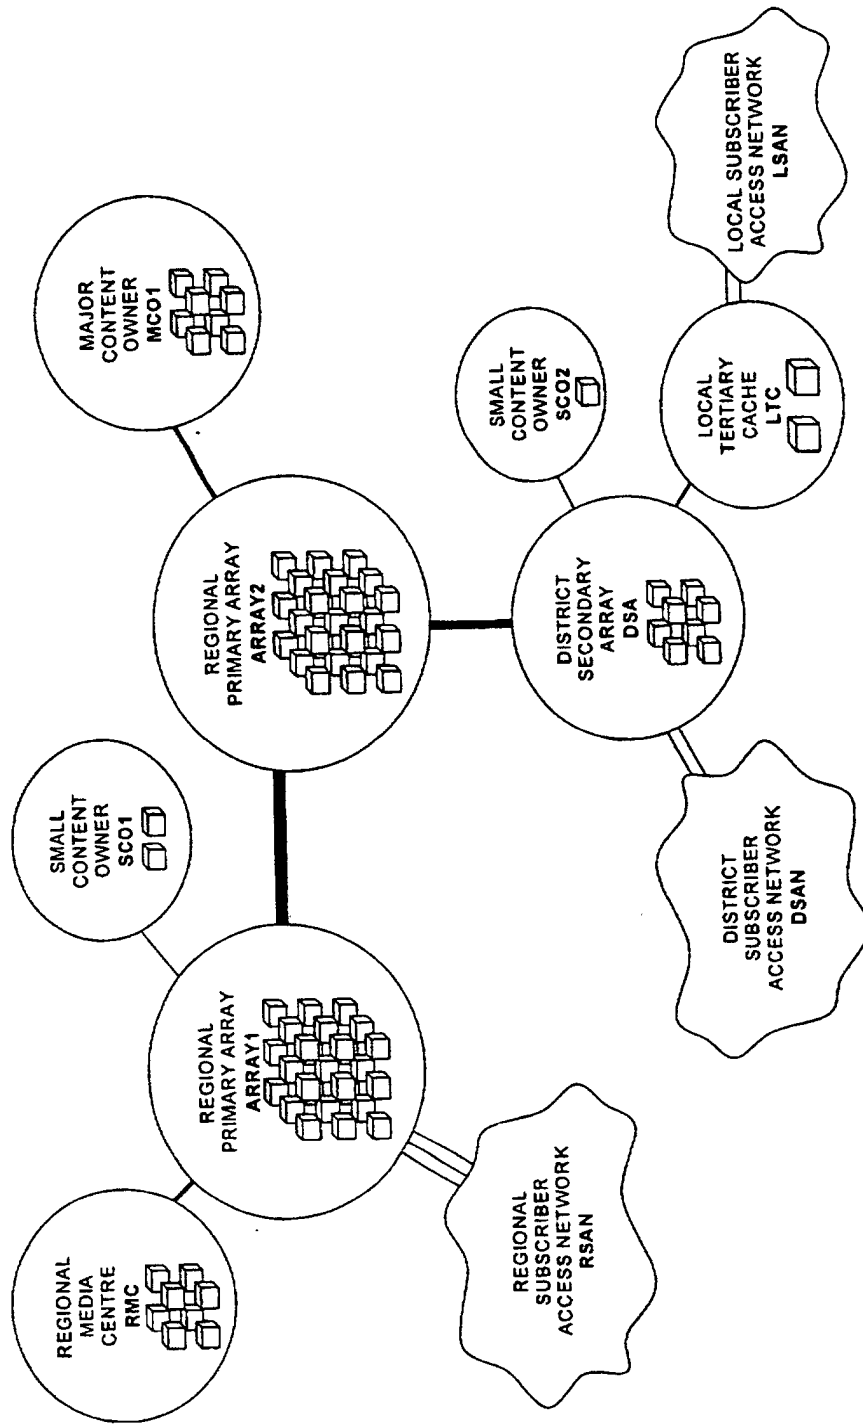 REGIONAL
MEDIA
CENTRE
RMC
SMALL
CONTENT
OWNER
SCO1
MAJOR
CONTENT
OWNER
MCO1
REGIONAL
PRIMARY ARRAY
ARRAY1
REGIONAL
PRIMARY ARRAY
ARRAY2
SMALL
CONTENT
OWNER
SCO2
REGIONAL
SUBSCRIBER
ACCESS NETWORK
RSAN
DISTRICT
SECONDARY
ARRAY
DSA
LOCAL
TERTIARY
CACHE
LTC
LOCAL SUBSCRIBER
ACCESS NETWORK
LSAN
DISTRICT
SUBSCRIBER
ACCESS NETWORK
DSAN